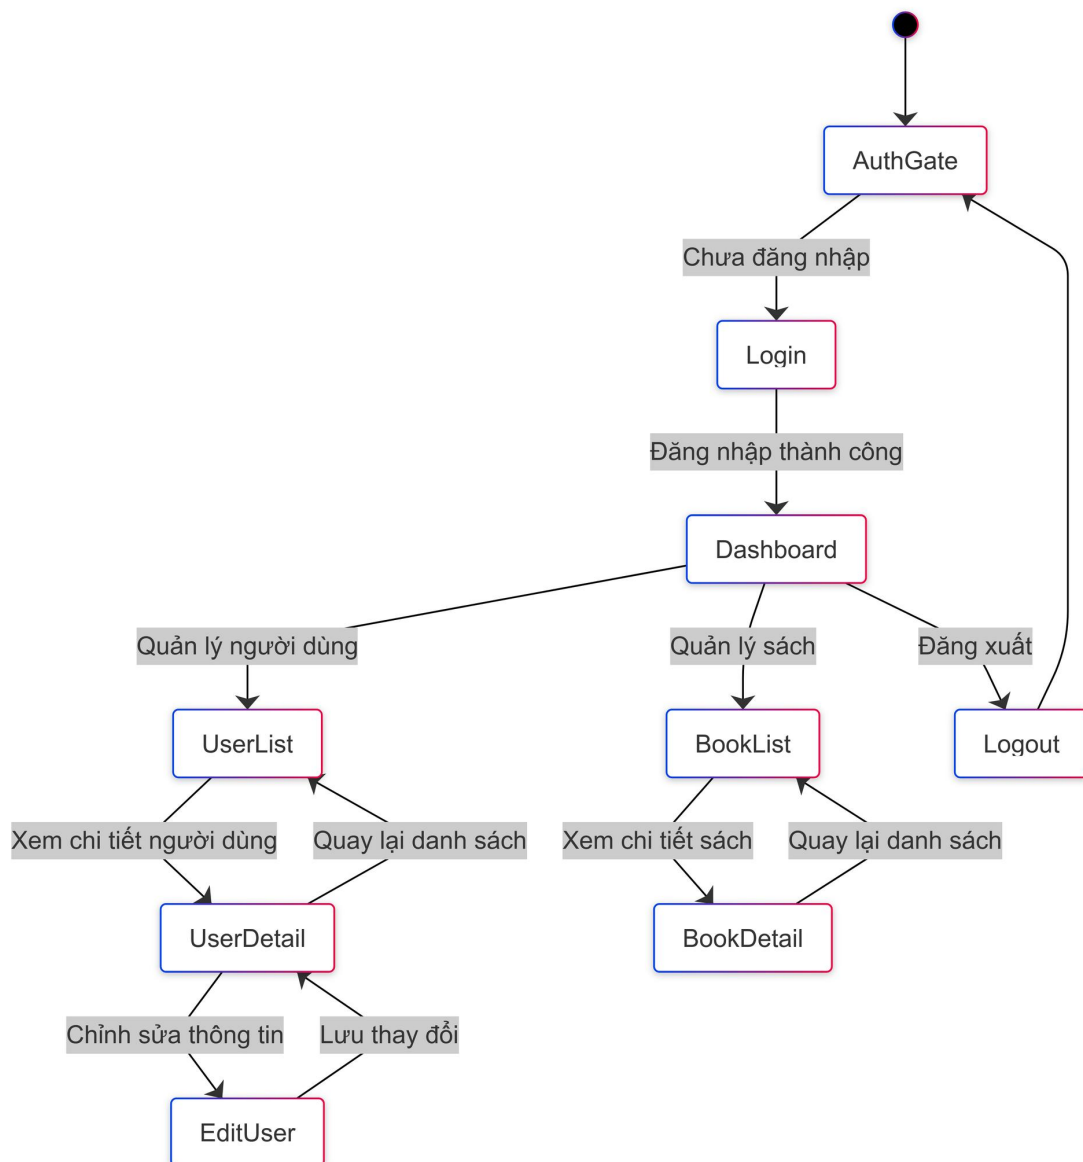 AuthGate
Chưa đăng nhập
Login
Đăng nhập thành công
Dashboard
Quản lý người dùng
Quản lý sách
Đăng xuất
UserList
BookList
Logout
Xem chi tiết người dùng
Quay lại danh sách
Xem chi tiết sách
Quay lại danh sách
UserDetail
BookDetail
Chỉnh sửa thông tin
Lưu thay đổi
EditUser